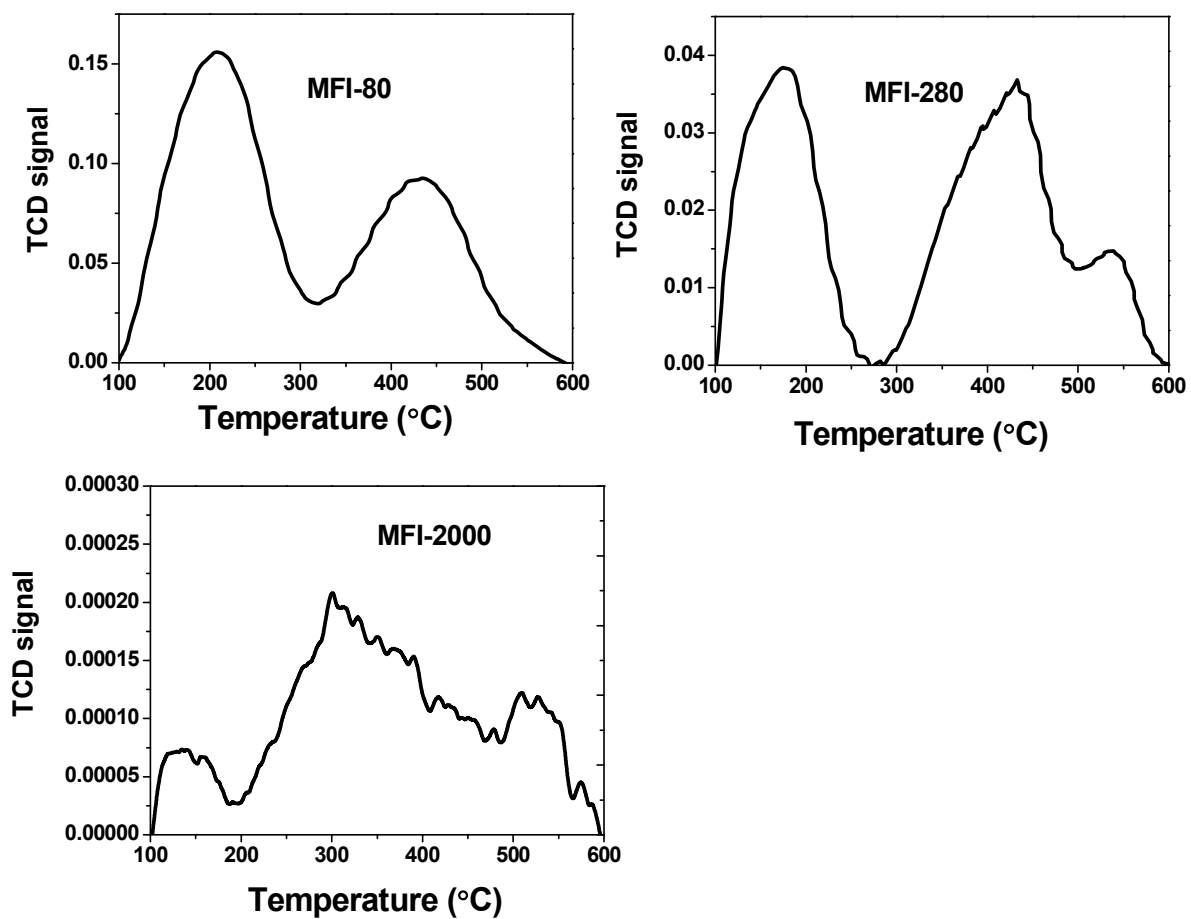 MFI-80
TCD signal
0.15
0.10
0.05
0.00
100 200 300 400 500 600
Temperature (°C)
MFI-280
TCD signal
0.04
0.03
0.02
0.01
0.00
100 200 300 400 500 600
Temperature (°C)
MFI-2000
TCD signal
0.00030
0.00025
0.00020
0.00015
0.00010
0.00005
0.00000
100 200 300 400 500 600
Temperature (°C)